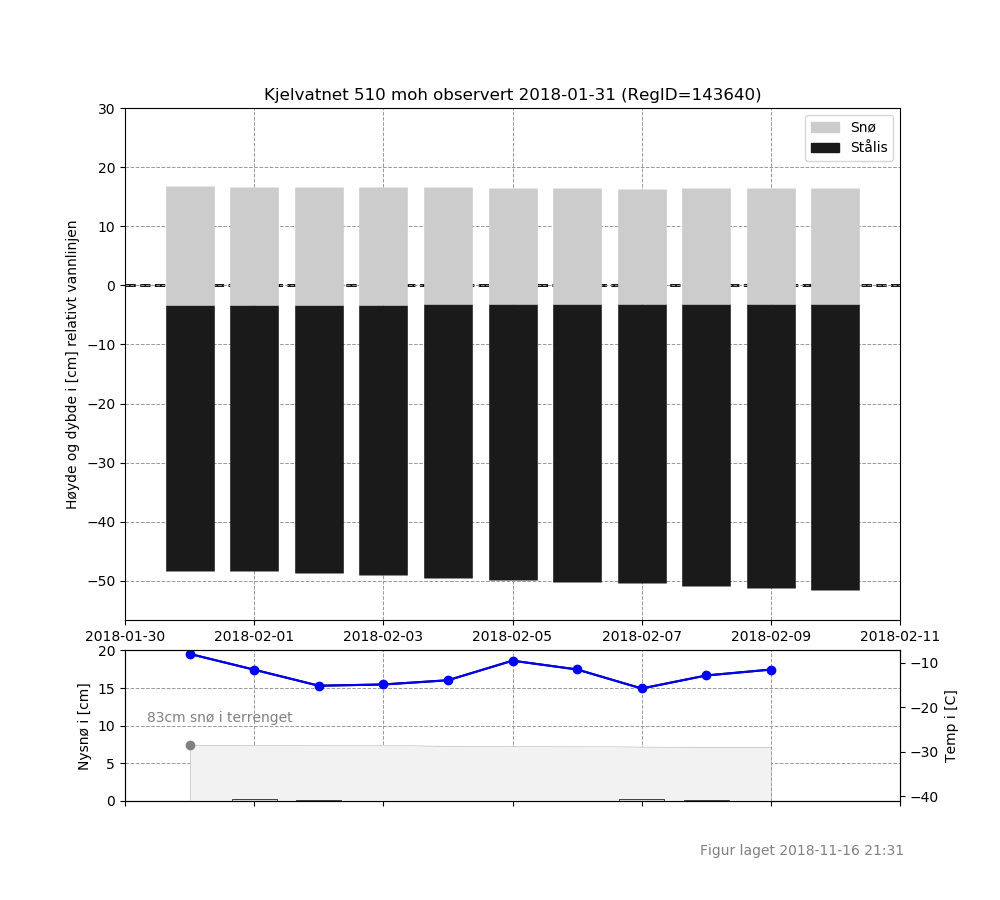 Kjelvatnet 510 moh observert 2018-01-31 (RegID=143640)
Snø
Stålis
30
20
10
0
−10
−20
−30
−40
−50
Høyde og dybde i [cm] relativt vannlinjen
2018-01-30 2018-02-01 2018-02-03 2018-02-05 2018-02-07 2018-02-09 2018-02-11
20
15
10
5
0
Nysnø i [cm]
83cm snø i terrenget
−10
−20
−30
−40
Temp i [C]
Figur laget 2018-11-16 21:31